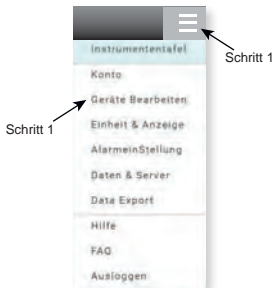 Instrumententafel
Schritt 1
Konto
Geräte Bearbeiten
Schritt 1
Einheit & Anzeige
AlarmeinStellung
Daten & Server
Data Export
Hilfe
FAQ
Ausloggen